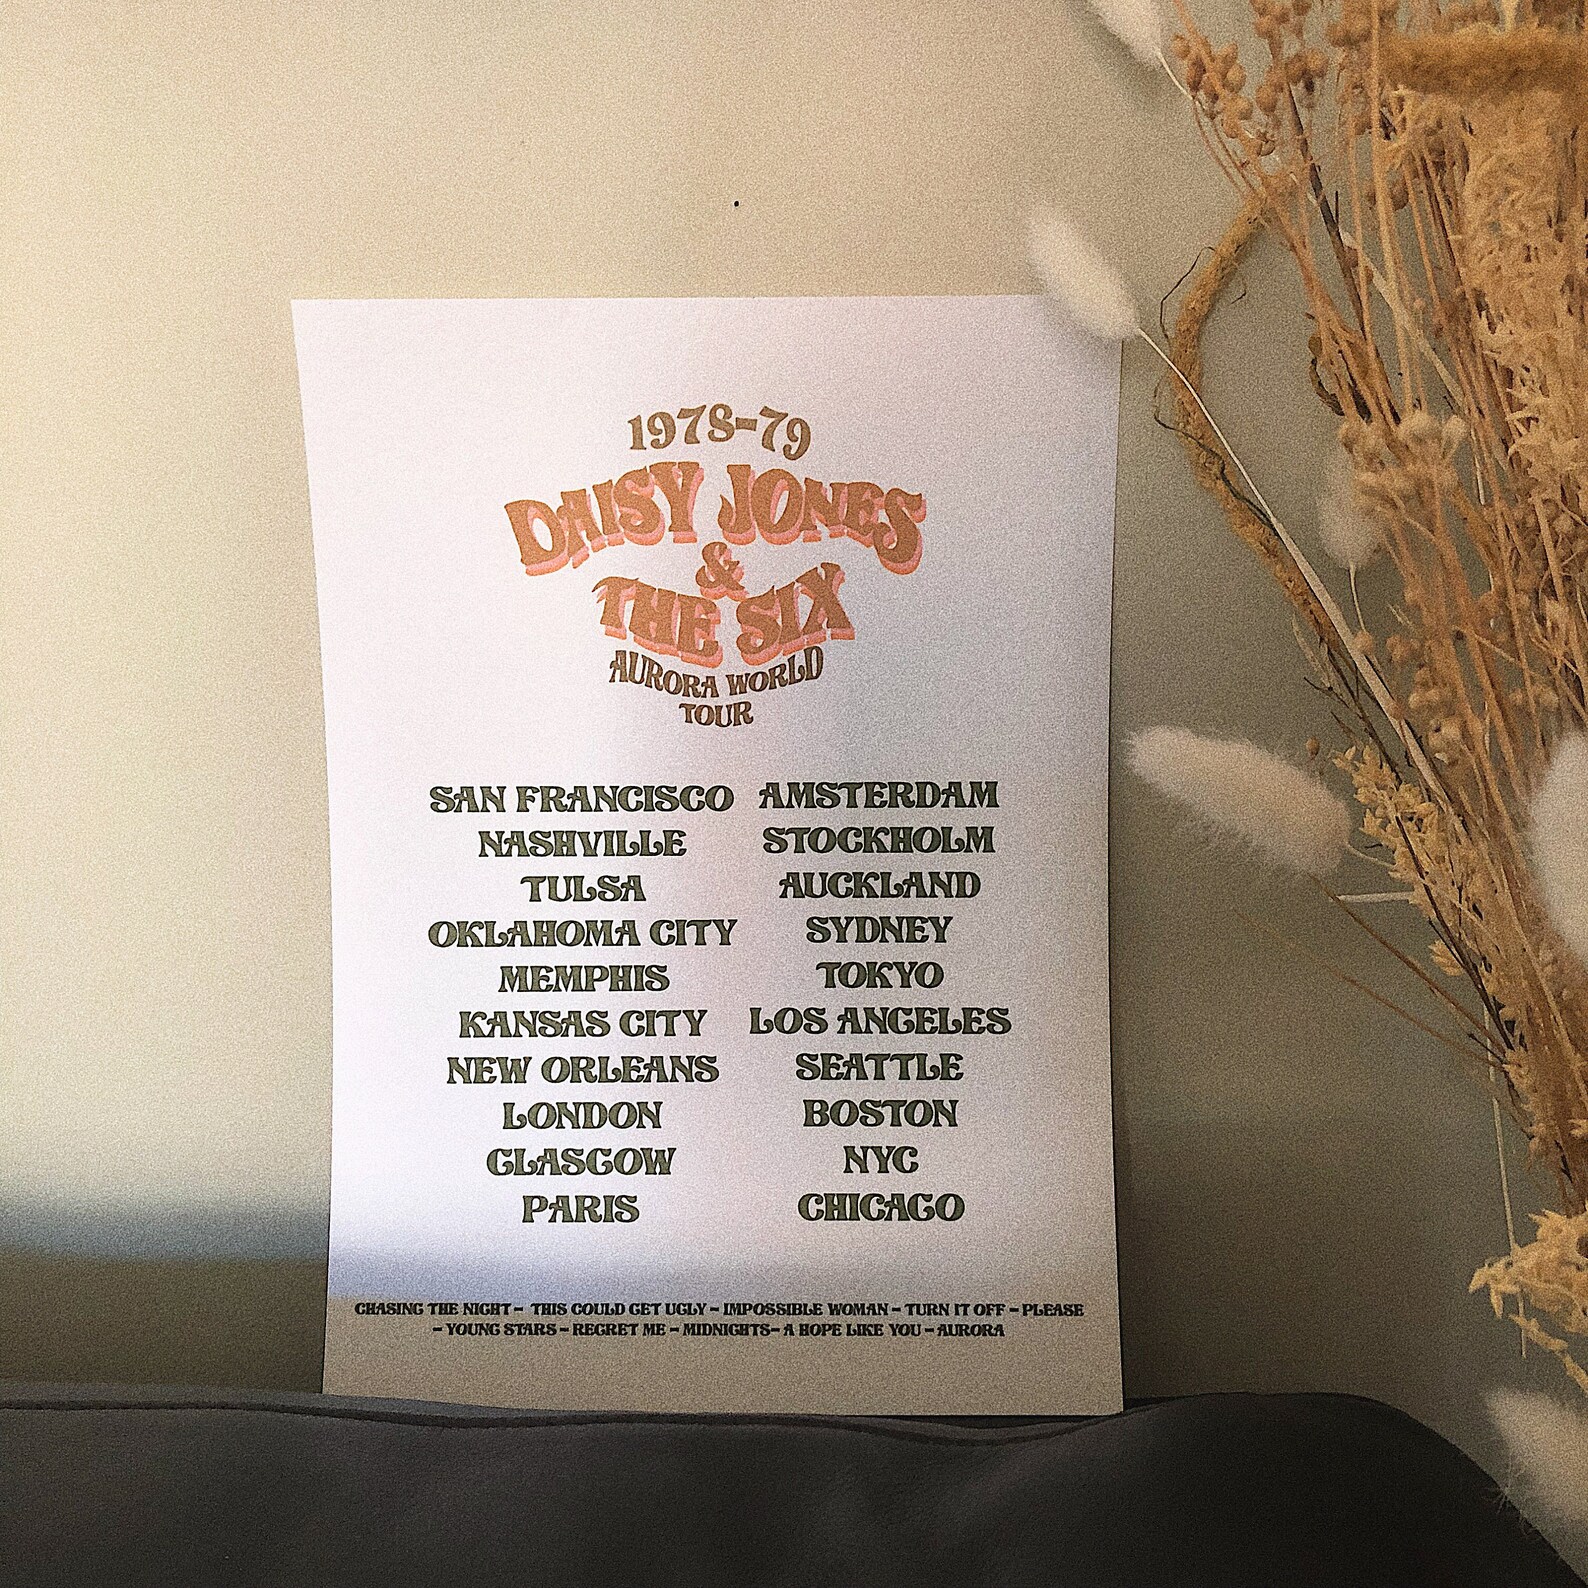 1978-79
DAISY JONES
&
THE SIX
AURORA WORLD
TOUR
SAN FRANCISCO
NASHVILLE
TULSA
OKLAHOMA CITY
MEMPHIS
KANSAS CITY
NEW ORLEANS
LONDON
GLASGOW
PARIS
AMSTERDAM
STOCKHOLM
AUCKLAND
SYDNEY
TOKYO
LOS ANGELES
SEATTLE
BOSTON
NYC
CHICAGO
CHASING THE NIGHT - THIS COULD GET UGLY - IMPOSSIBLE WOMAN - TURN IT OFF - PLEASE
- YOUNG STARS - REGRET ME - MIDNIGHTS- A HOPE LIKE YOU - AURORA